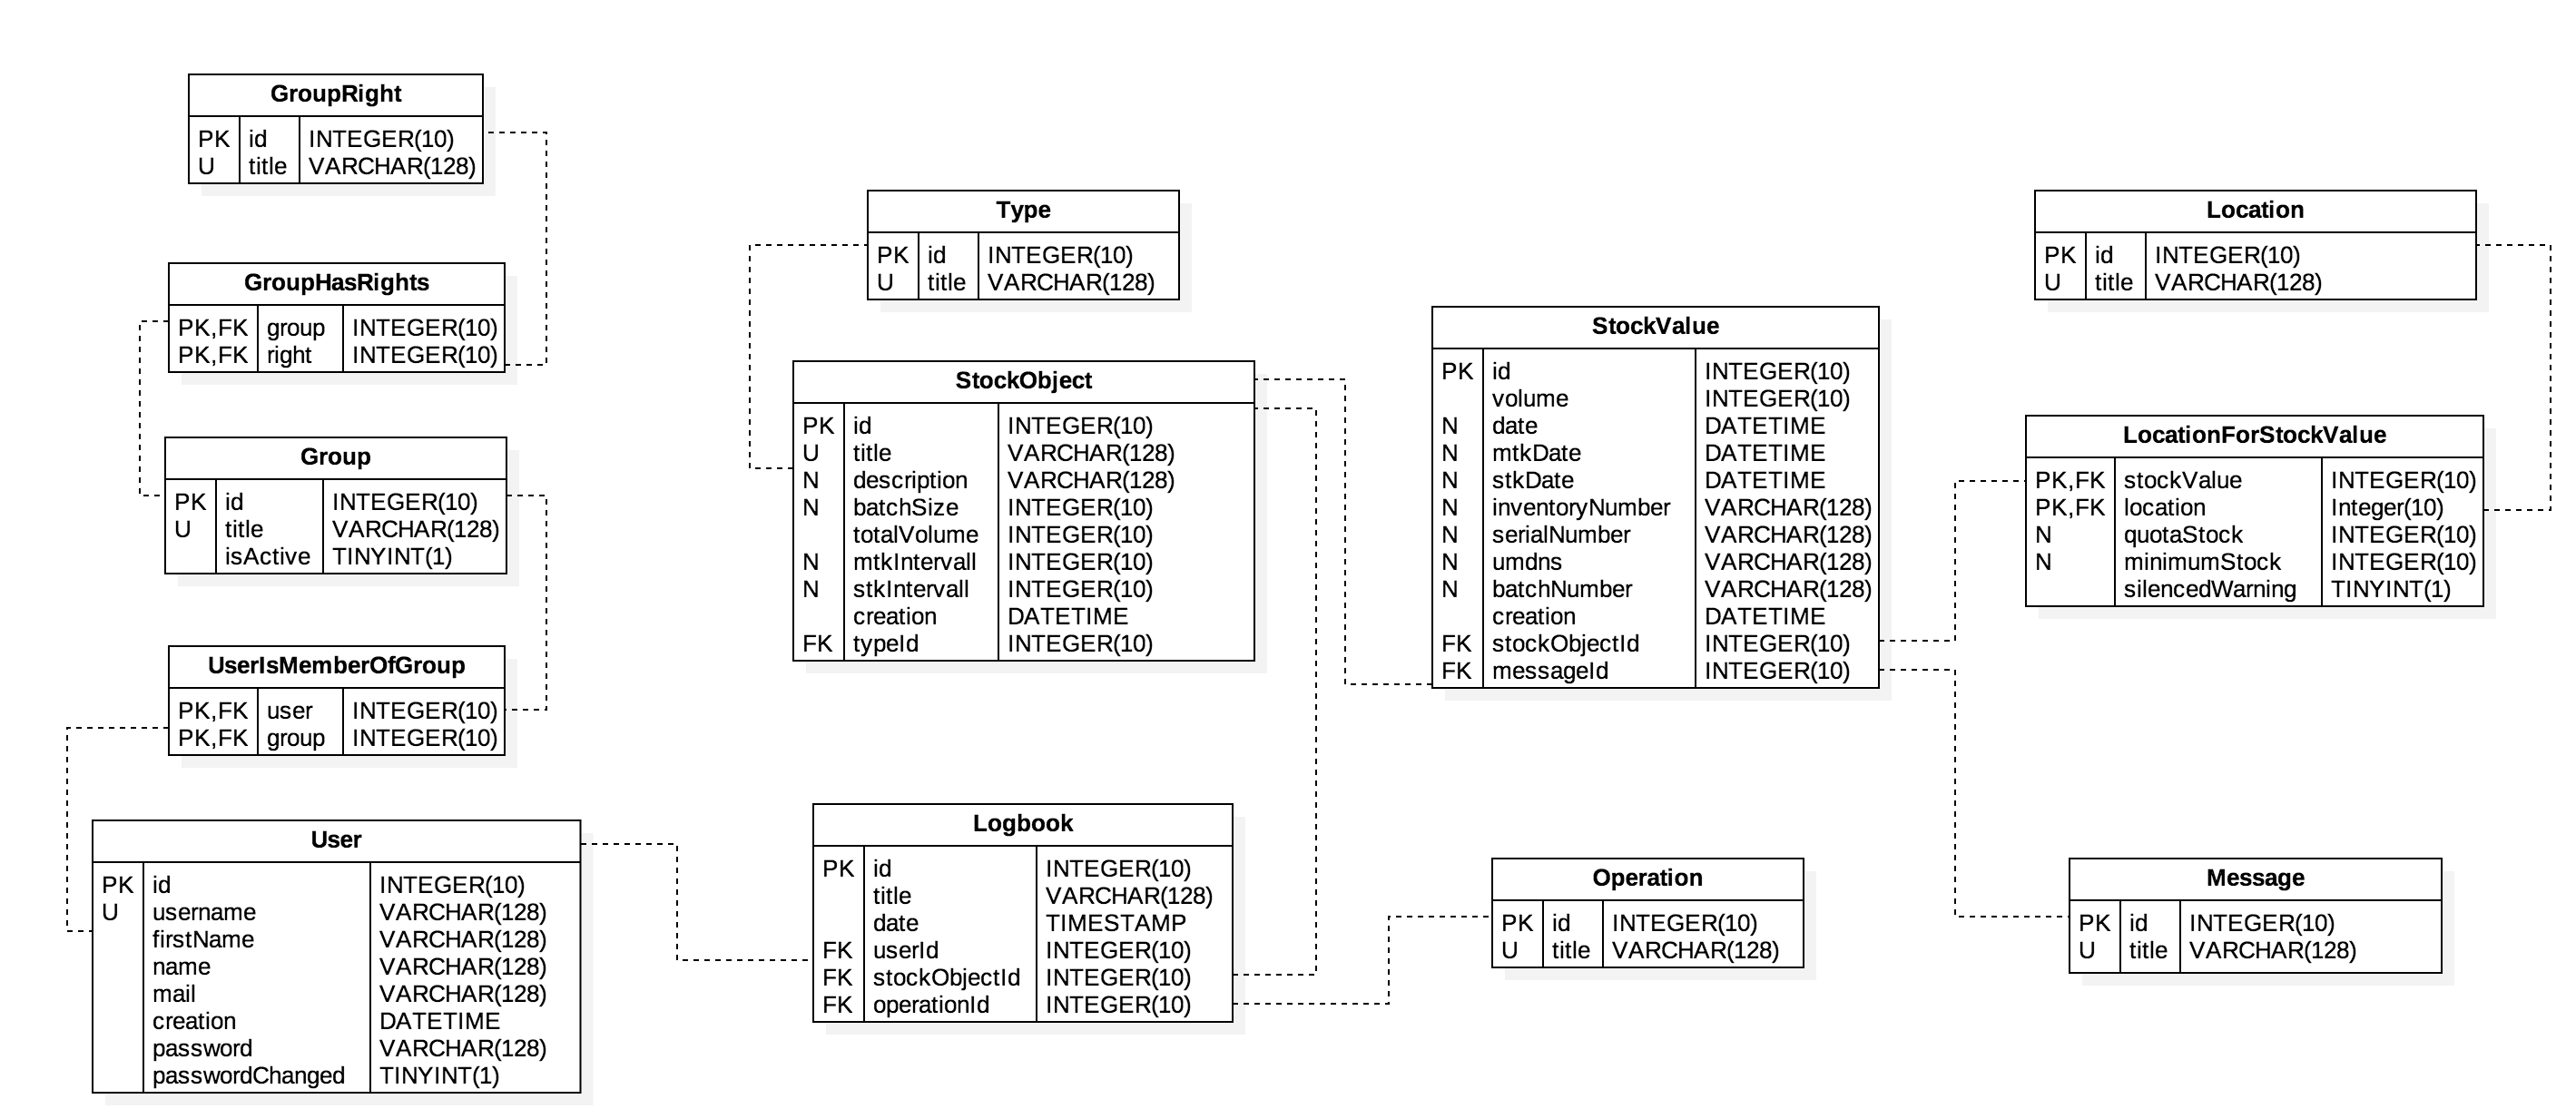 GroupRight
PK id INTEGER(10)
U title VARCHAR(128)
GroupHasRights
PK,FK group INTEGER(10)
PK,FK right INTEGER(10)
Group
PK id INTEGER(10)
U title VARCHAR(128)
isActive TINYINT(1)
UserIsMemberOfGroup
PK,FK user INTEGER(10)
PK,FK group INTEGER(10)
User
PK id INTEGER(10)
U username VARCHAR(128)
firstName VARCHAR(128)
name VARCHAR(128)
mail VARCHAR(128)
creation DATETIME
password VARCHAR(128)
passwordChanged TINYINT(1)
Type
PK id INTEGER(10)
U title VARCHAR(128)
StockObject
PK id INTEGER(10)
U title VARCHAR(128)
N description VARCHAR(128)
N batchSize INTEGER(10)
totalVolume INTEGER(10)
N mtkIntervall INTEGER(10)
N stkIntervall INTEGER(10)
creation DATETIME
FK typeId INTEGER(10)
Logbook
PK id INTEGER(10)
title VARCHAR(128)
date TIMESTAMP
FK userId INTEGER(10)
FK stockObjectId INTEGER(10)
FK operationId INTEGER(10)
StockValue
PK id INTEGER(10)
volume INTEGER(10)
N date DATETIME
N mtkDate DATETIME
N stkDate DATETIME
N inventoryNumber VARCHAR(128)
N serialNumber VARCHAR(128)
N umdns VARCHAR(128)
N batchNumber VARCHAR(128)
creation DATETIME
FK stockObjectId INTEGER(10)
FK messageId INTEGER(10)
Operation
PK id INTEGER(10)
U title VARCHAR(128)
Location
PK id INTEGER(10)
U title VARCHAR(128)
LocationForStockValue
PK,FK stockValue INTEGER(10)
PK,FK location Integer(10)
N quotaStock INTEGER(10)
N minimumStock INTEGER(10)
silencedWarning TINYINT(1)
Message
PK id INTEGER(10)
U title VARCHAR(128)